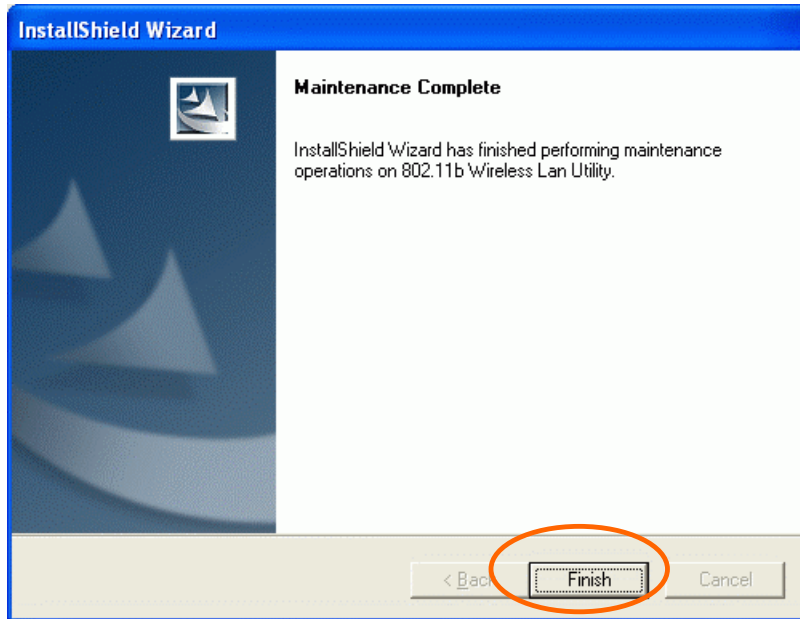 InstallShield Wizard
Maintenance Complete
InstallShield Wizard has finished performing maintenance
operations on 802.11b Wireless Lan Utility.
< Back Finish Cancel